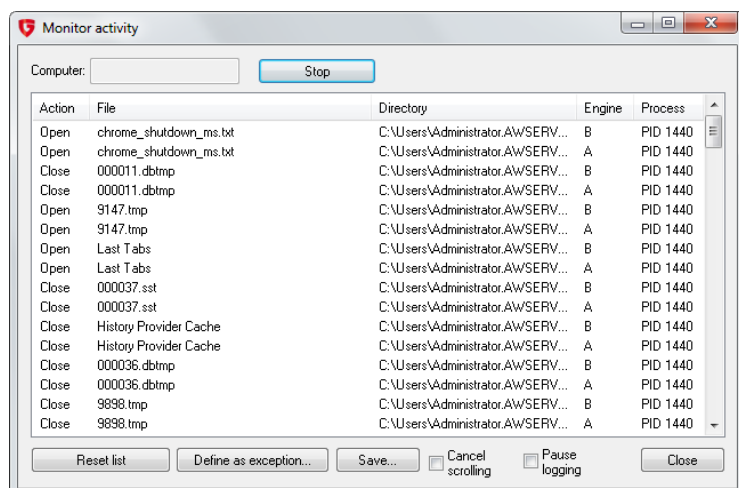 Monitor activity
Computer: Stop
Action File Directory Engine Process
Open chrome_shutdown_ms.txt C:\Users\Administrator.AWSERV... B PID 1440
Open chrome_shutdown_ms.txt C:\Users\Administrator.AWSERV... A PID 1440
Close 000011.dbtmp C:\Users\Administrator.AWSERV... B PID 1440
Close 000011.dbtmp C:\Users\Administrator.AWSERV... A PID 1440
Open 9147.tmp C:\Users\Administrator.AWSERV... B PID 1440
Open 9147.tmp C:\Users\Administrator.AWSERV... A PID 1440
Open Last Tabs C:\Users\Administrator.AWSERV... B PID 1440
Open Last Tabs C:\Users\Administrator.AWSERV... A PID 1440
Close 000037.sst C:\Users\Administrator.AWSERV... B PID 1440
Close 000037.sst C:\Users\Administrator.AWSERV... A PID 1440
Close History Provider Cache C:\Users\Administrator.AWSERV... B PID 1440
Close History Provider Cache C:\Users\Administrator.AWSERV... A PID 1440
Close 000036.dbtmp C:\Users\Administrator.AWSERV... B PID 1440
Close 000036.dbtmp C:\Users\Administrator.AWSERV... A PID 1440
Close 9898.tmp C:\Users\Administrator.AWSERV... B PID 1440
Close 9898.tmp C:\Users\Administrator.AWSERV... A PID 1440
Reset list Define as exception... Save... Cancel scrolling Pause logging Close